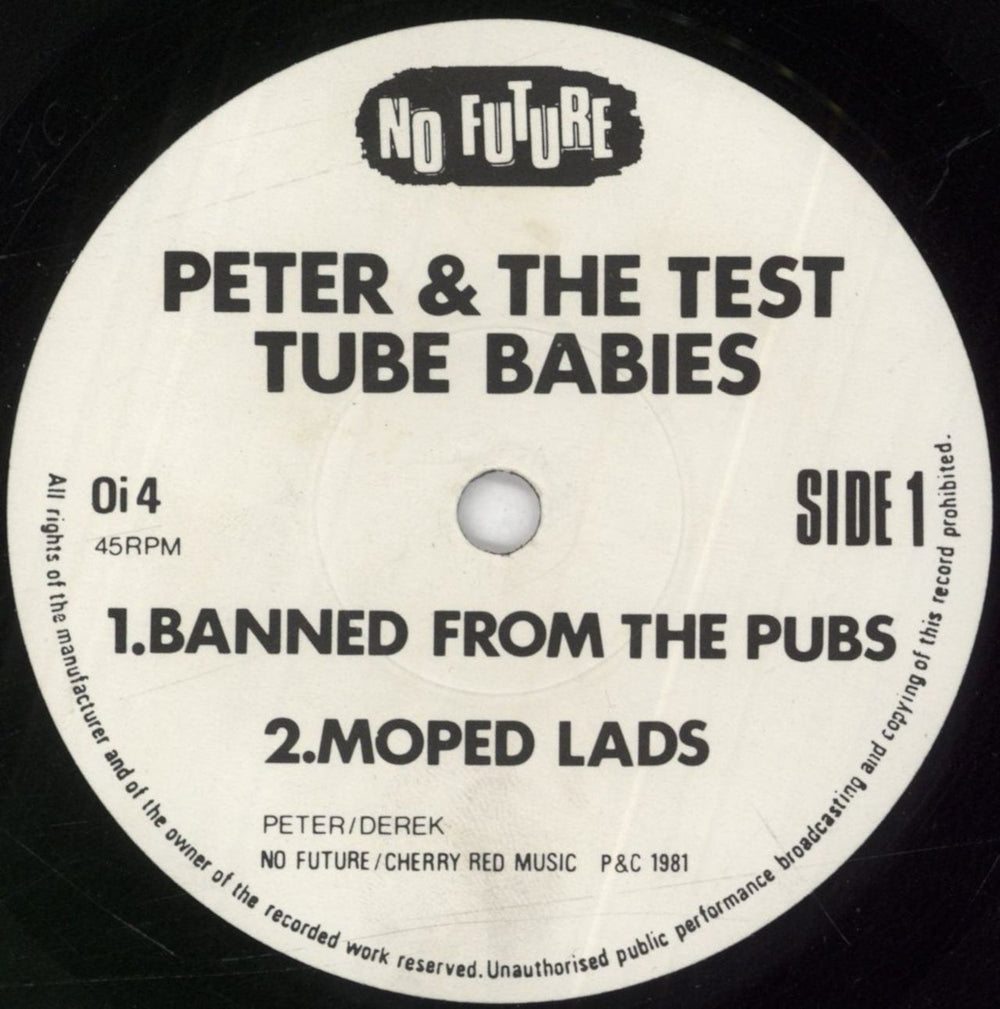 NO FUTURE
PETER & THE TEST
TUBE BABIES
Oi4
45RPM
SIDE 1
1.BANNED FROM THE PUBS
2.MOPED LADS
PETER/DEREK
NO FUTURE/CHERRY RED MUSIC P&C 1981
All rights of the manufacturer and of the owner of the recorded work reserved. Unauthorised public performance broadcasting and copying of this record prohibited.